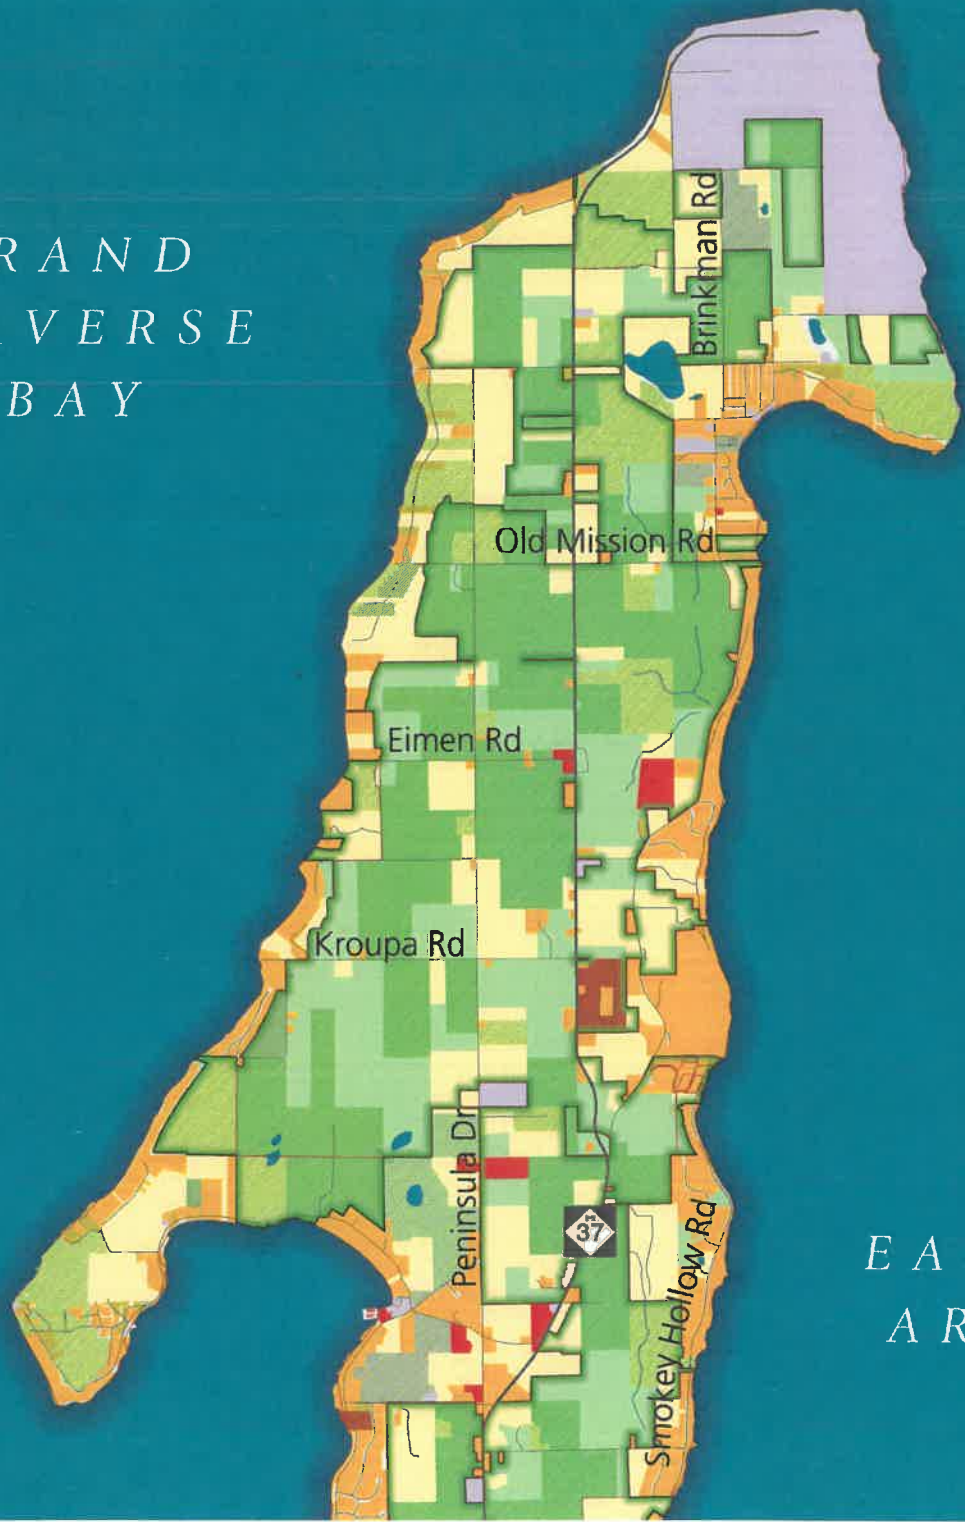 RAND
VERSE
BAY
Brinkman Rd
Old Mission Rd
Eimen Rd
Kroupa Rd
Peninsula Dr
M
37
Smokey Hollow Rd
EA
AR